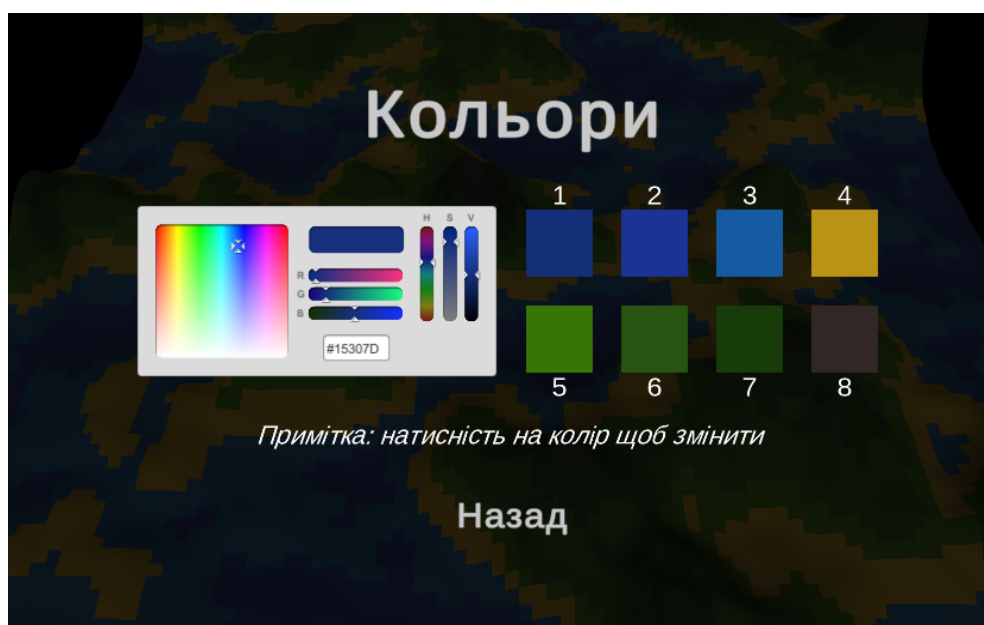 Кольори
1 2 3 4
H S V
R
G
B
#15307D
5 6 7 8
Примітка: натисність на колір щоб змінити
Назад